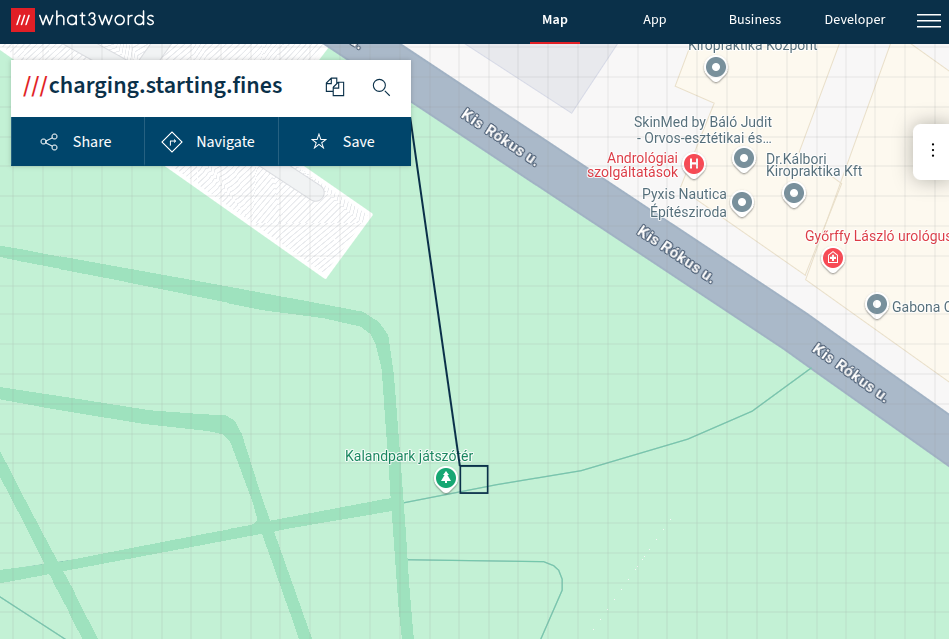 /// what3words
Map
App
Business
Developer
///charging.starting.fines
Share
Navigate
Save
Kiropraktika Központ
SkinMed by Báló Judit
- Orvos-esztétikai és...
Andrológiai
szolgáltatások
Dr.Kálbori
Kiropraktika Kft
Pyxis Nautica
Építésziroda
Győrffy László urológus
Gabona
Kis Rókus u.
Kis Rókus u.
Kis Rókus u.
Kalandpark játszótér